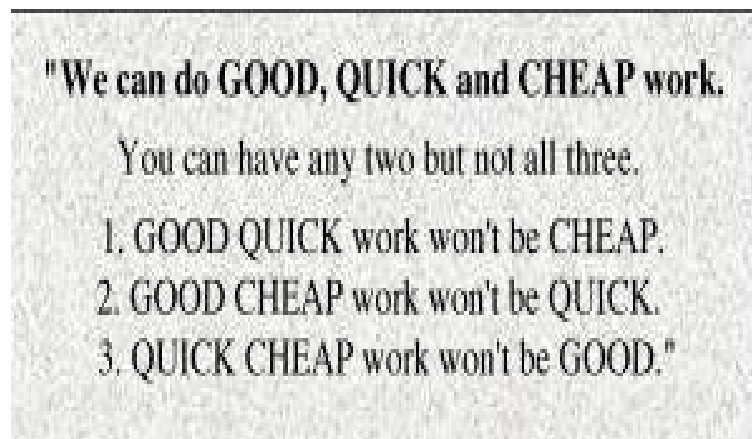 "We can do GOOD, QUICK and CHEAP work.
You can have any two but not all three.
1. GOOD QUICK work won't be CHEAP.
2. GOOD CHEAP work won't be QUICK.
3. QUICK CHEAP work won't be GOOD."